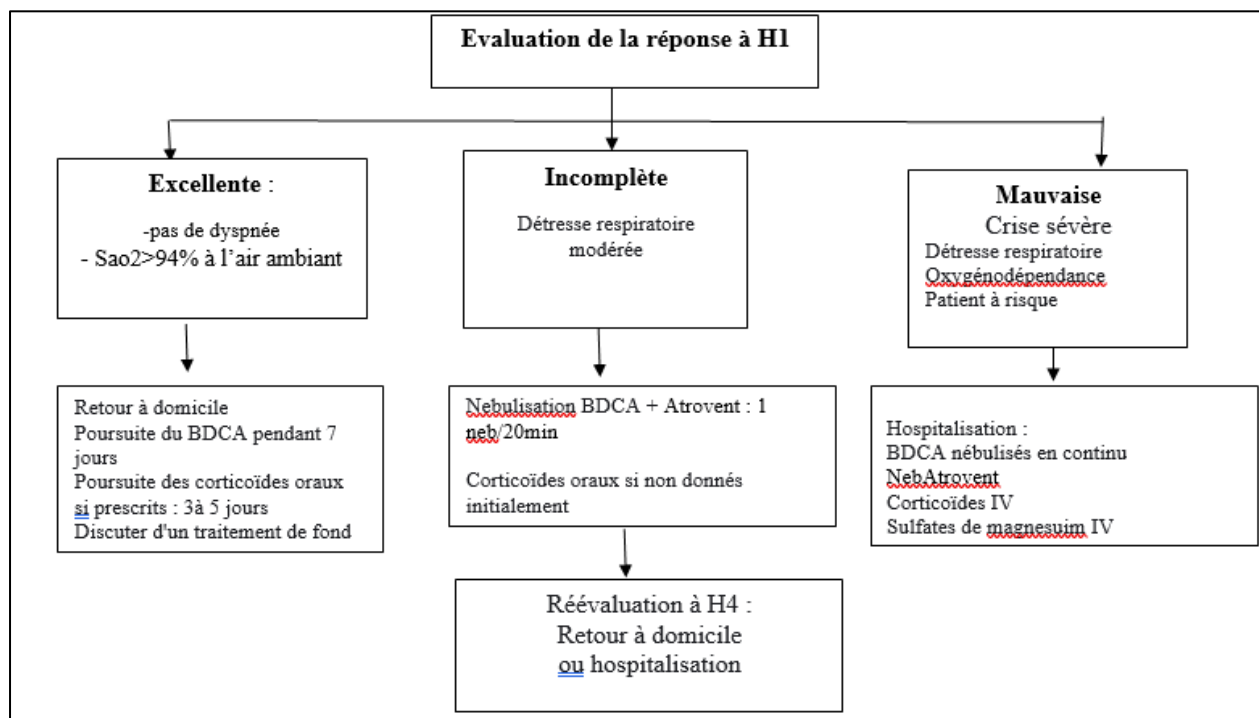 Evaluation de la réponse à H1
Excellente :
-pas de dyspnée
- Sao2>94% à l'air ambiant
Incomplète
Détresse respiratoire
modérée
Mauvaise
Crise sévère
Détresse respiratoire
Oxygénodépendance
Patient à risque
Retour à domicile
Poursuite du BDCA pendant 7
jours
Poursuite des corticoïdes oraux
si prescrits : 3à 5 jours
Discuter d'un traitement de fond
Nebulisation BDCA + Atrovent : 1
neb/20min
Corticoïdes oraux si non donnés
initialement
Hospitalisation :
BDCA nébulisés en continu
NebAtrovent
Corticoïdes IV
Sulfates de magnesuim IV
Réévaluation à H4 :
Retour à domicile
ou hospitalisation